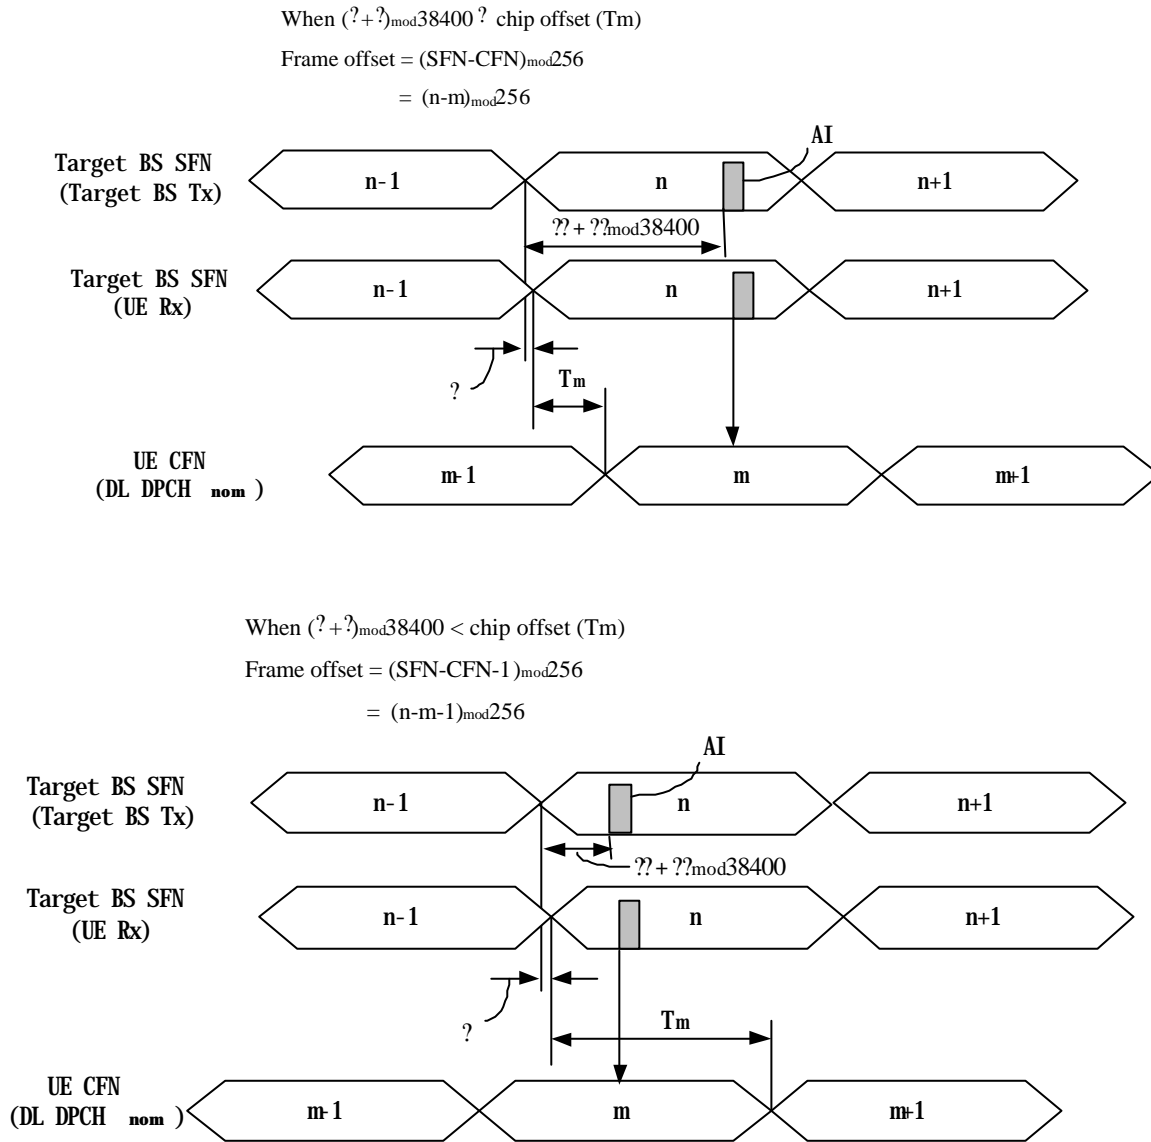 When (?+?)mod38400 ? chip offset (Tm)
Frame offset = (SFN-CFN)mod256
= (n-m)mod256
AI
Target BS SFN
(Target BS Tx)
n-1
n
n+1
??+??mod38400
Target BS SFN
(UE Rx)
n-1
n
n+1
?
Tm
UE CFN
(DL DPCH nom )
m-1
m
m+1
When (?+?)mod38400 < chip offset (Tm)
Frame offset = (SFN-CFN-1)mod256
= (n-m-1)mod256
AI
Target BS SFN
(Target BS Tx)
n-1
n
n+1
??+??mod38400
Target BS SFN
(UE Rx)
n-1
n
n+1
?
Tm
UE CFN
(DL DPCH nom )
m-1
m
m+1